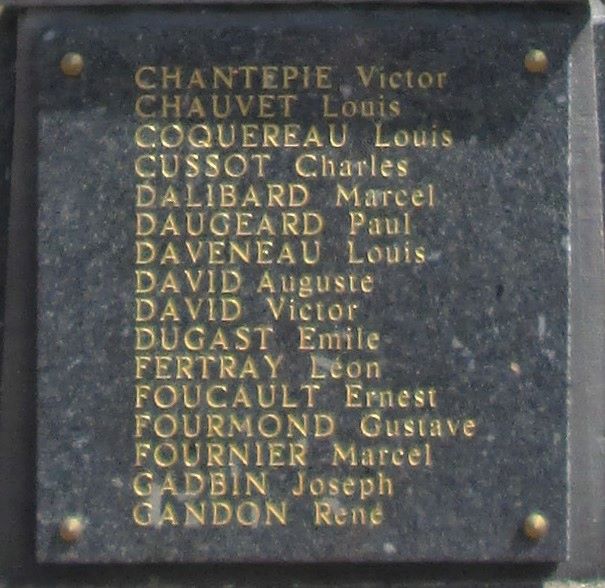 CHANTEPIE Victor
CHAUVET Louis
COQUEREAU Louis
CUSSOT Charles
DALIBARD Marcel
DAUGEARD Paul
DAVENEAU Louis
DAVID Auguste
DAVID Victor
DUGAST Emile
FERTRAY Léon
FOUCAULT Ernest
FOURMOND Gustave
FOURNIER Marcel
GADBIN Joseph
GANDON René